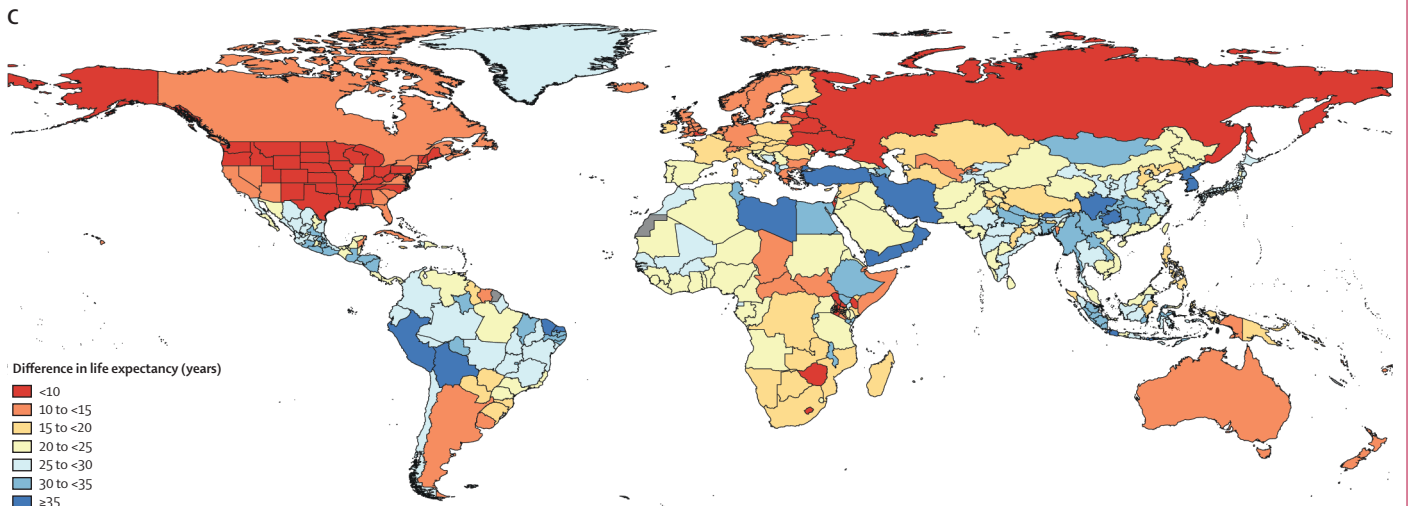 C
Difference in life expectancy (years)
<10
10 to <15
15 to <20
20 to <25
25 to <30
30 to <35
≥35